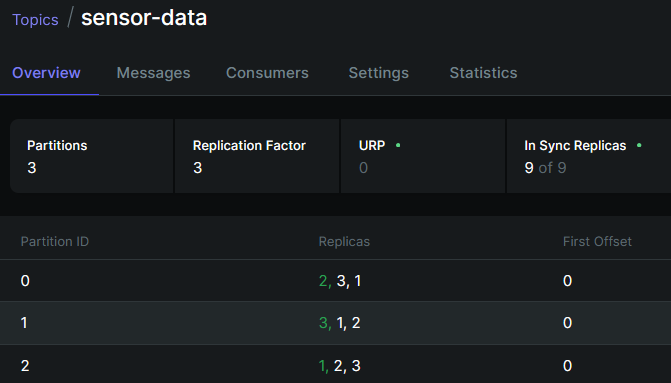 Topics / sensor-data
Overview Messages Consumers Settings Statistics
Partitions Replication Factor URP In Sync Replicas
3 3 0 9 of 9
Partition ID Replicas First Offset
0 2, 3, 1 0
1 3, 1, 2 0
2 1, 2, 3 0